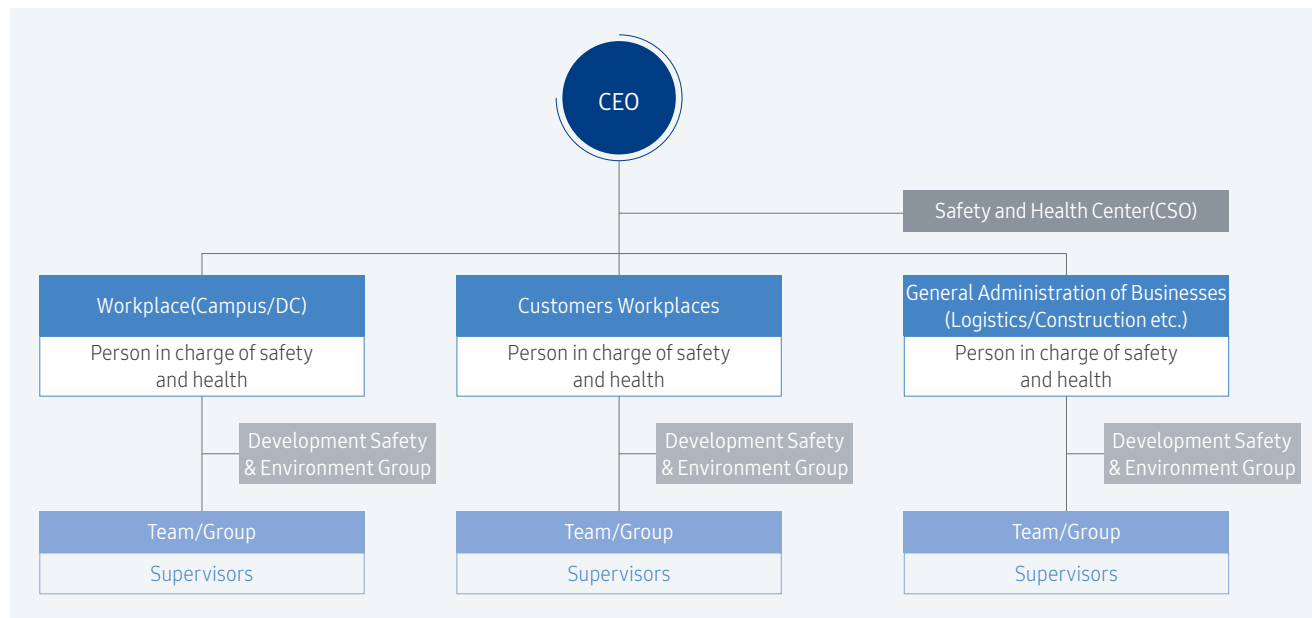 CEO
Safety and Health Center(CSO)
Workplace(Campus/DC)
Person in charge of safety
and health
Development Safety
& Environment Group
Team/Group
Supervisors
Customers Workplaces
Person in charge of safety
and health
Development Safety
& Environment Group
Team/Group
Supervisors
General Administration of Businesses
(Logistics/Construction etc.)
Person in charge of safety
and health
Development Safety
& Environment Group
Team/Group
Supervisors